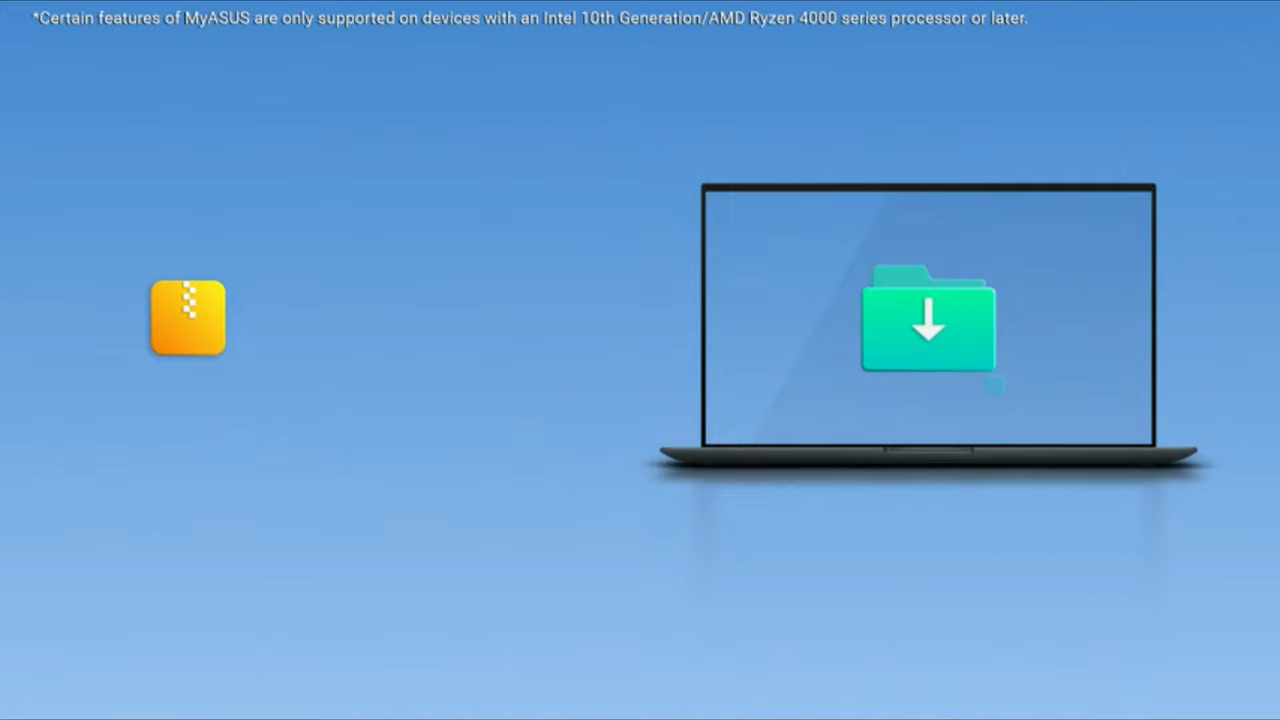 *Certain features of MyASUS are only supported on devices with an Intel 10th Generation/AMD Ryzen 4000 series processor or later.